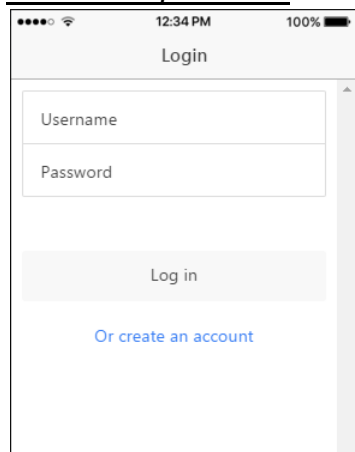 12:34 PM 100%
Login
Username
Password
Log in
Or create an account